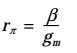 r_π = β / g_m